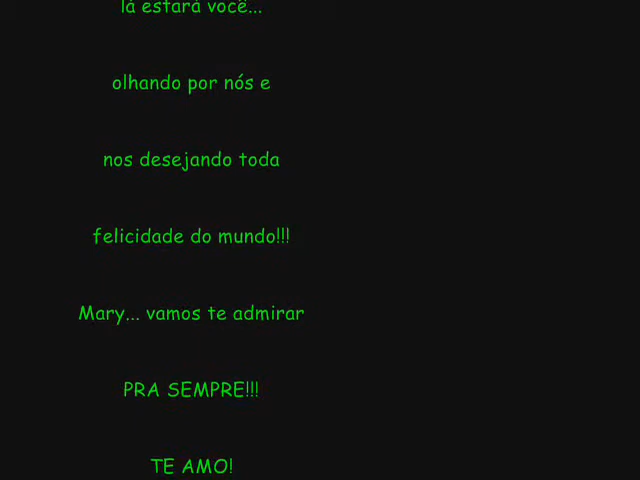 lá estará você...
olhando por nós e
nos desejando toda
felicidade do mundo!!!
Mary... vamos te admirar
PRA SEMPRE!!!
TE AMO!